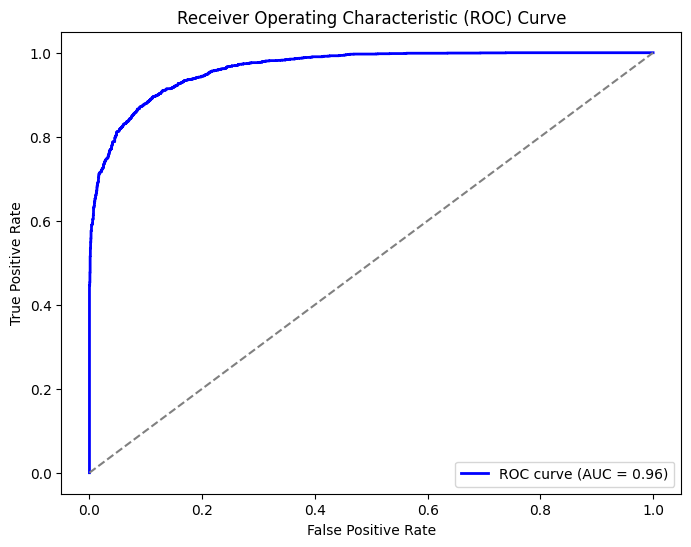 Receiver Operating Characteristic (ROC) Curve
True Positive Rate
1.0
0.8
0.6
0.4
0.2
0.0
ROC curve (AUC = 0.96)
0.0 0.2 0.4 0.6 0.8 1.0
False Positive Rate